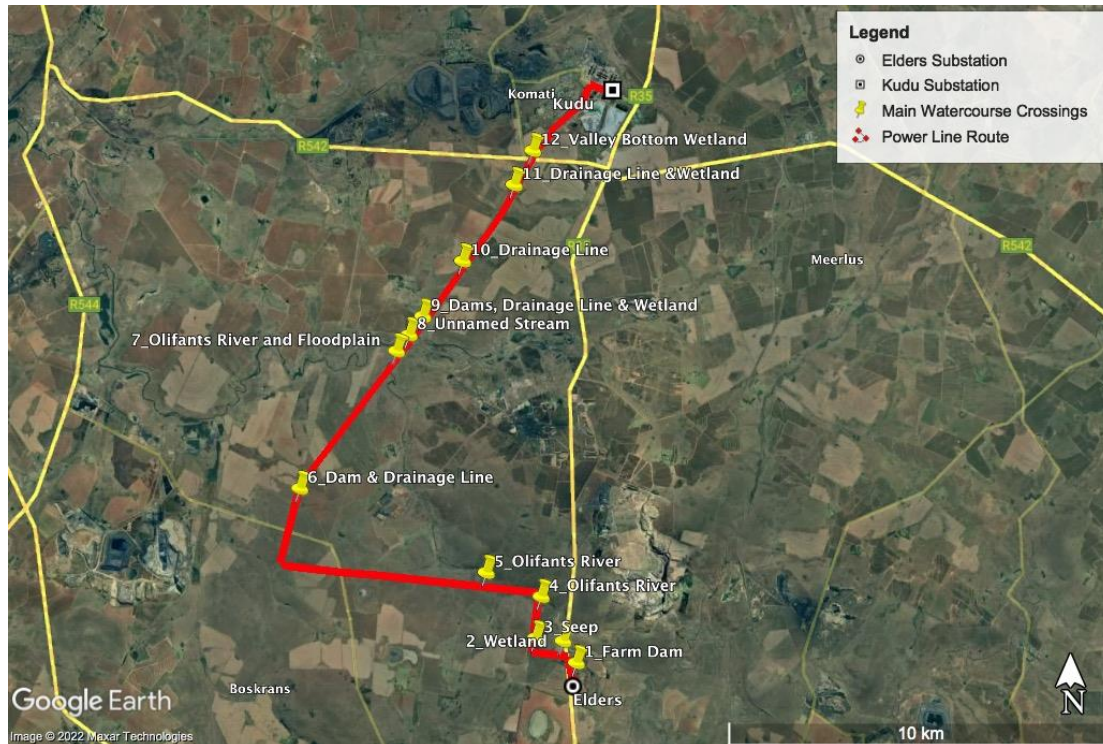 Legend
Elders Substation
Kudu Substation
Main Watercourse Crossings
Power Line Route
Komati
Kudu
R35
12_Valley Bottom Wetland
R542
11_Drainage Line &Wetland
10_Drainage Line
R542
Meerlus
R544
9_Dams, Drainage Line & Wetland
8_Unnamed Stream
7_Olifants River and Floodplain
6_Dam & Drainage Line
5_Olifants River
4_Olifants River
3_Seep
2_Wetland
1_Farm Dam
Boskrans
Elders
Google Earth
N
10 km
Image © 2022 Maxar Technologies